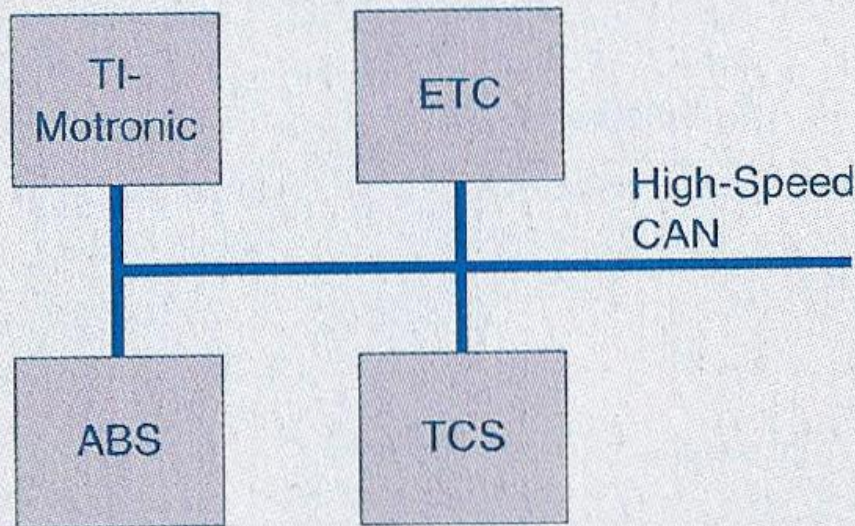 TI-
Motronic
ETC
High-Speed
CAN
ABS
TCS